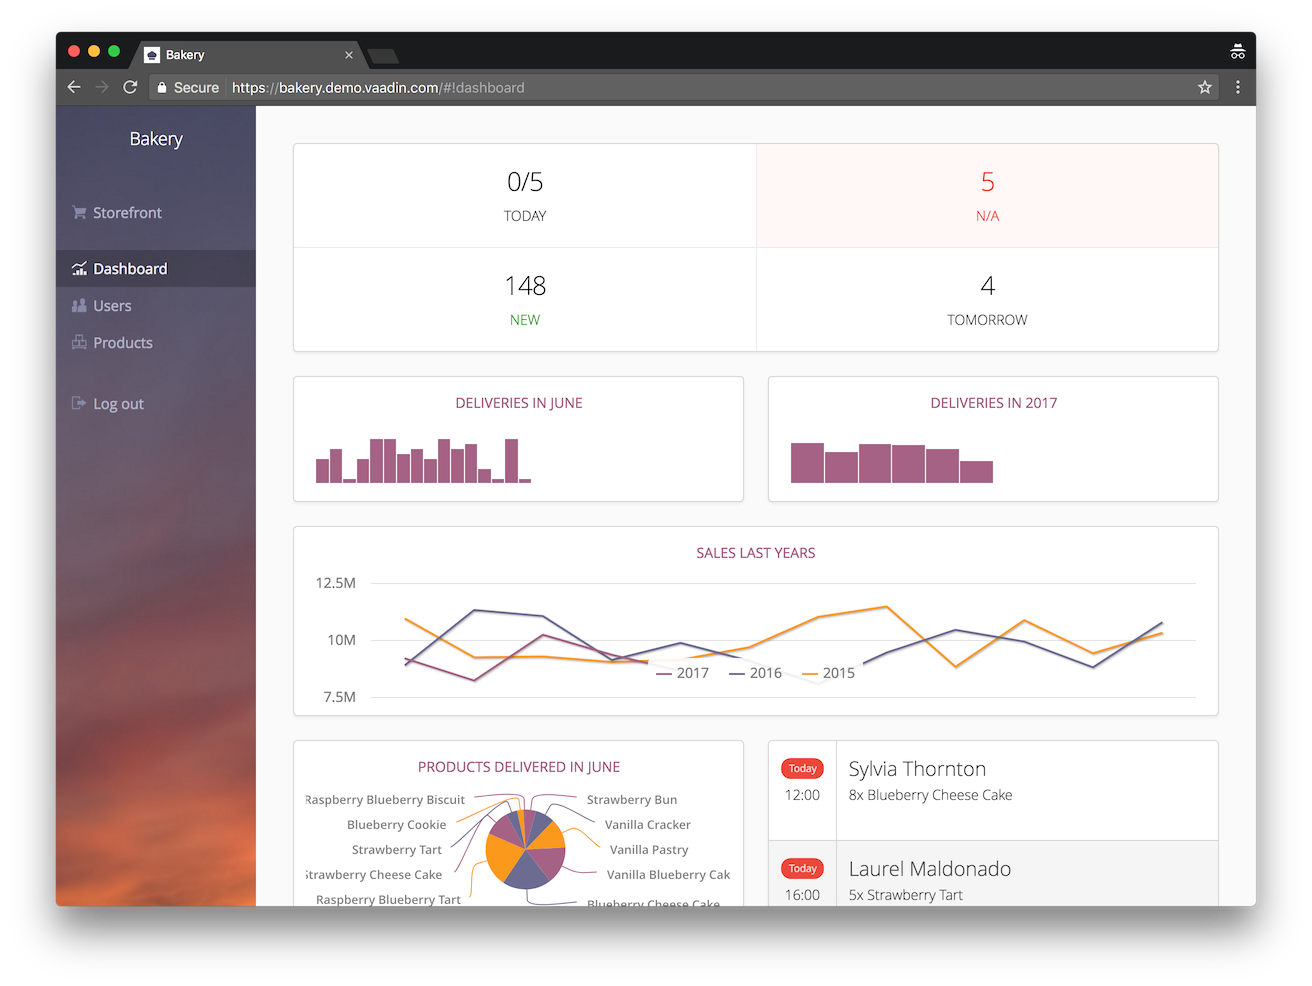 Bakery
Secure https://bakery.demo.vaadin.com/#!dashboard
Bakery
Storefront
Dashboard
Users
Products
Log out
0/5
TODAY
5
N/A
148
NEW
4
TOMORROW
DELIVERIES IN JUNE
DELIVERIES IN 2017
SALES LAST YEARS
12.5M
10M
7.5M
2017 2016 2015
PRODUCTS DELIVERED IN JUNE
Raspberry Blueberry Biscuit
Blueberry Cookie
Strawberry Tart
Strawberry Cheese Cake
Raspberry Blueberry Tart
Strawberry Bun
Vanilla Cracker
Vanilla Pastry
Vanilla Blueberry Cak
Blueberry Cheese Cake
Today
12:00
Sylvia Thornton
8x Blueberry Cheese Cake
Today
16:00
Laurel Maldonado
5x Strawberry Tart